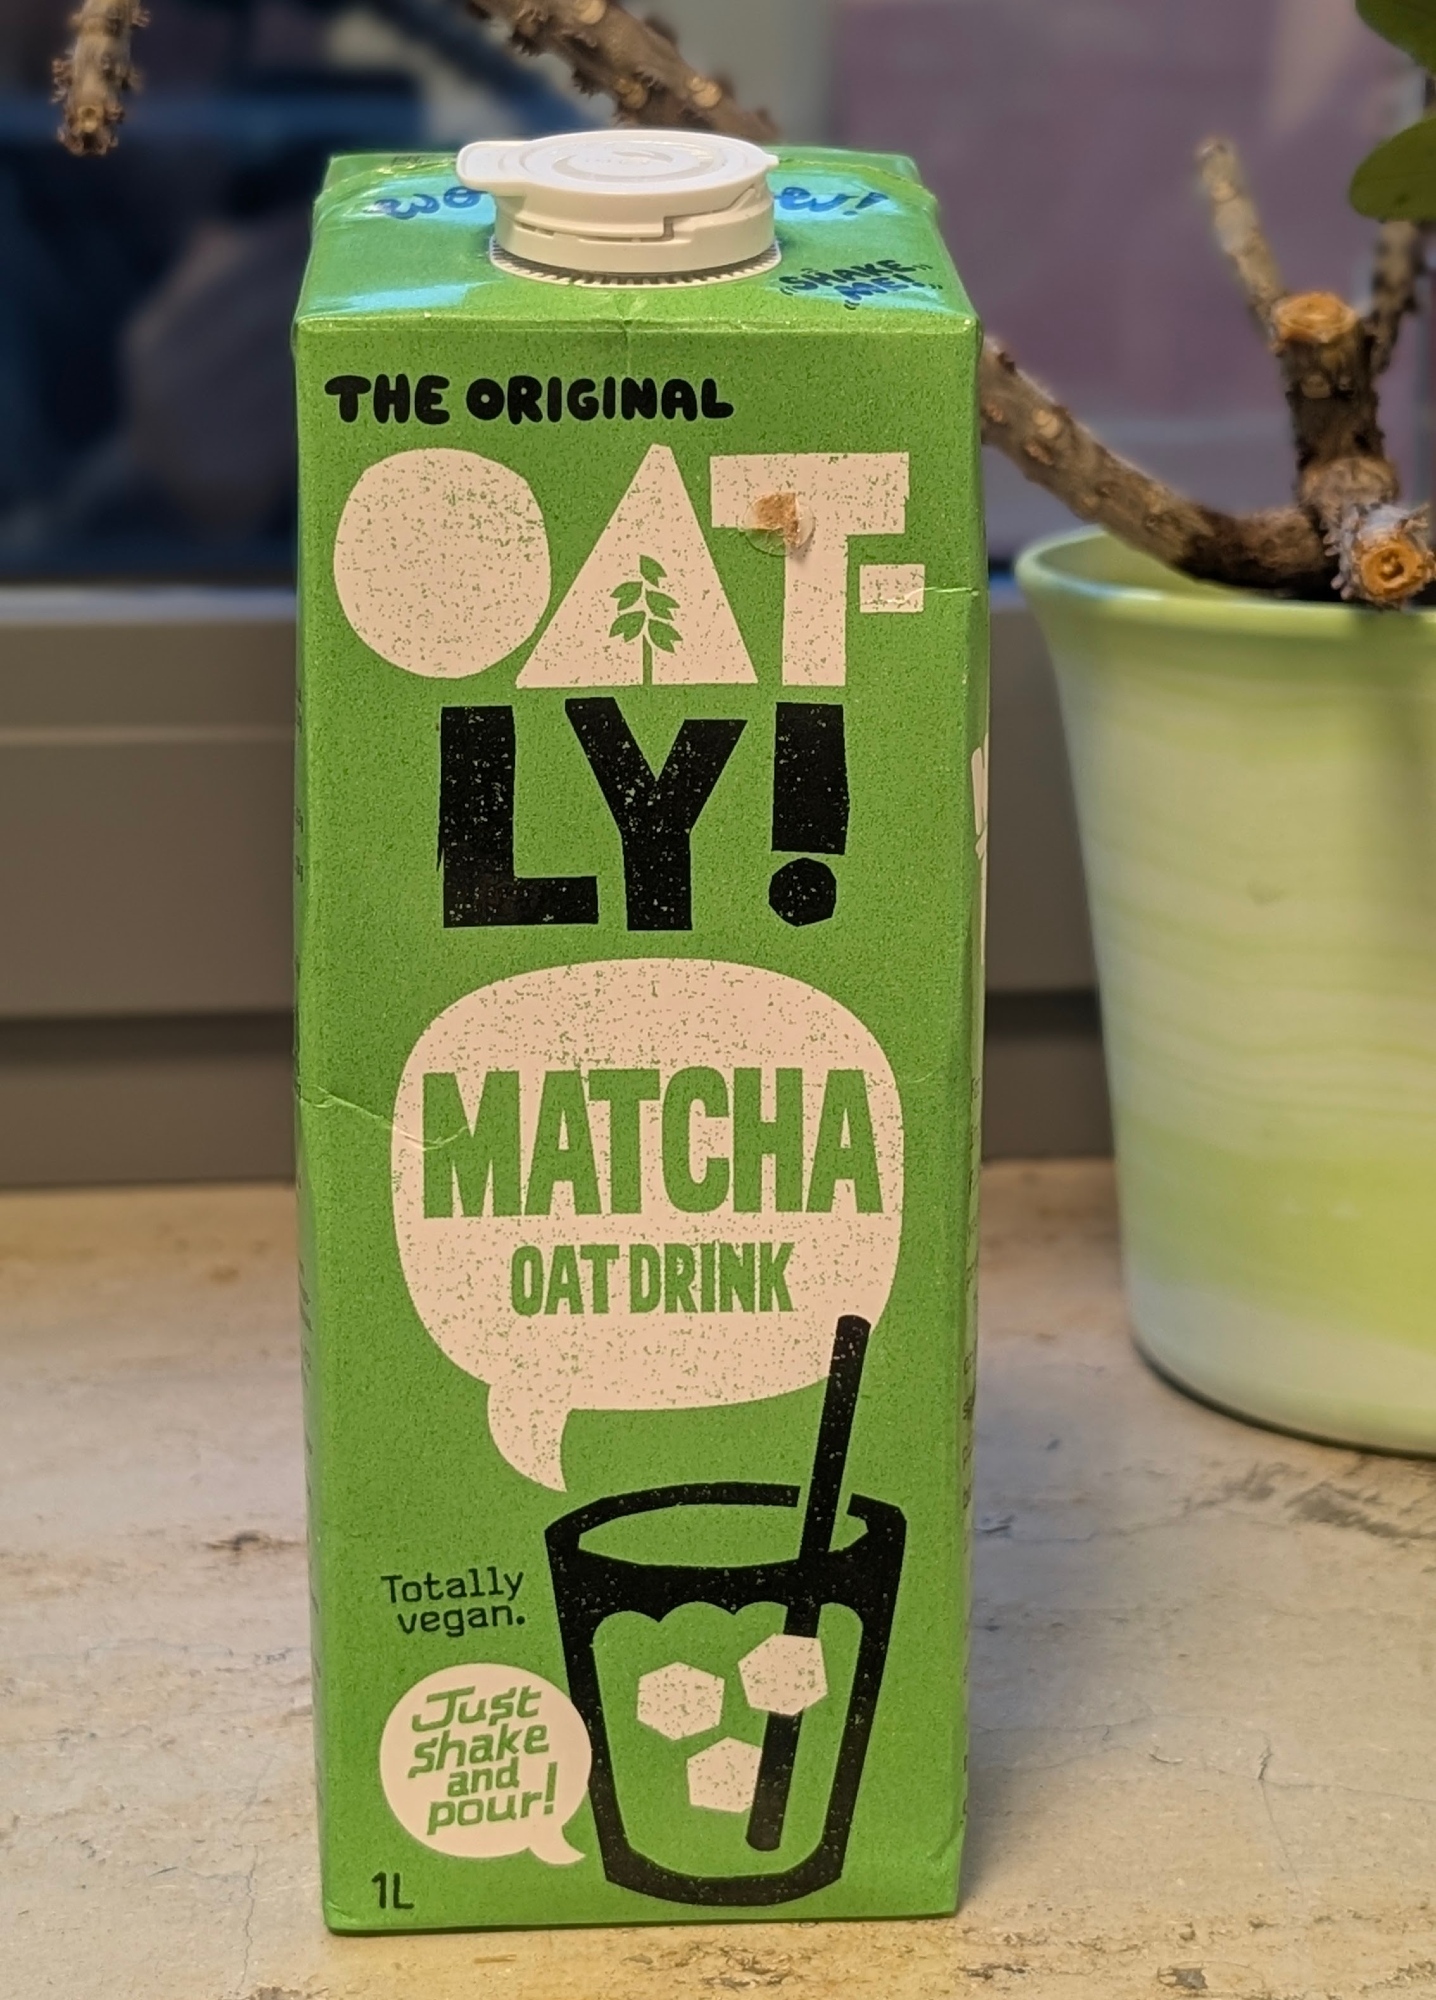 SHAKE
ME!
THE ORIGINAL
OAT-
LY!
MATCHA
OAT DRINK
Totally
vegan.
Just
shake
and
pour!
1L